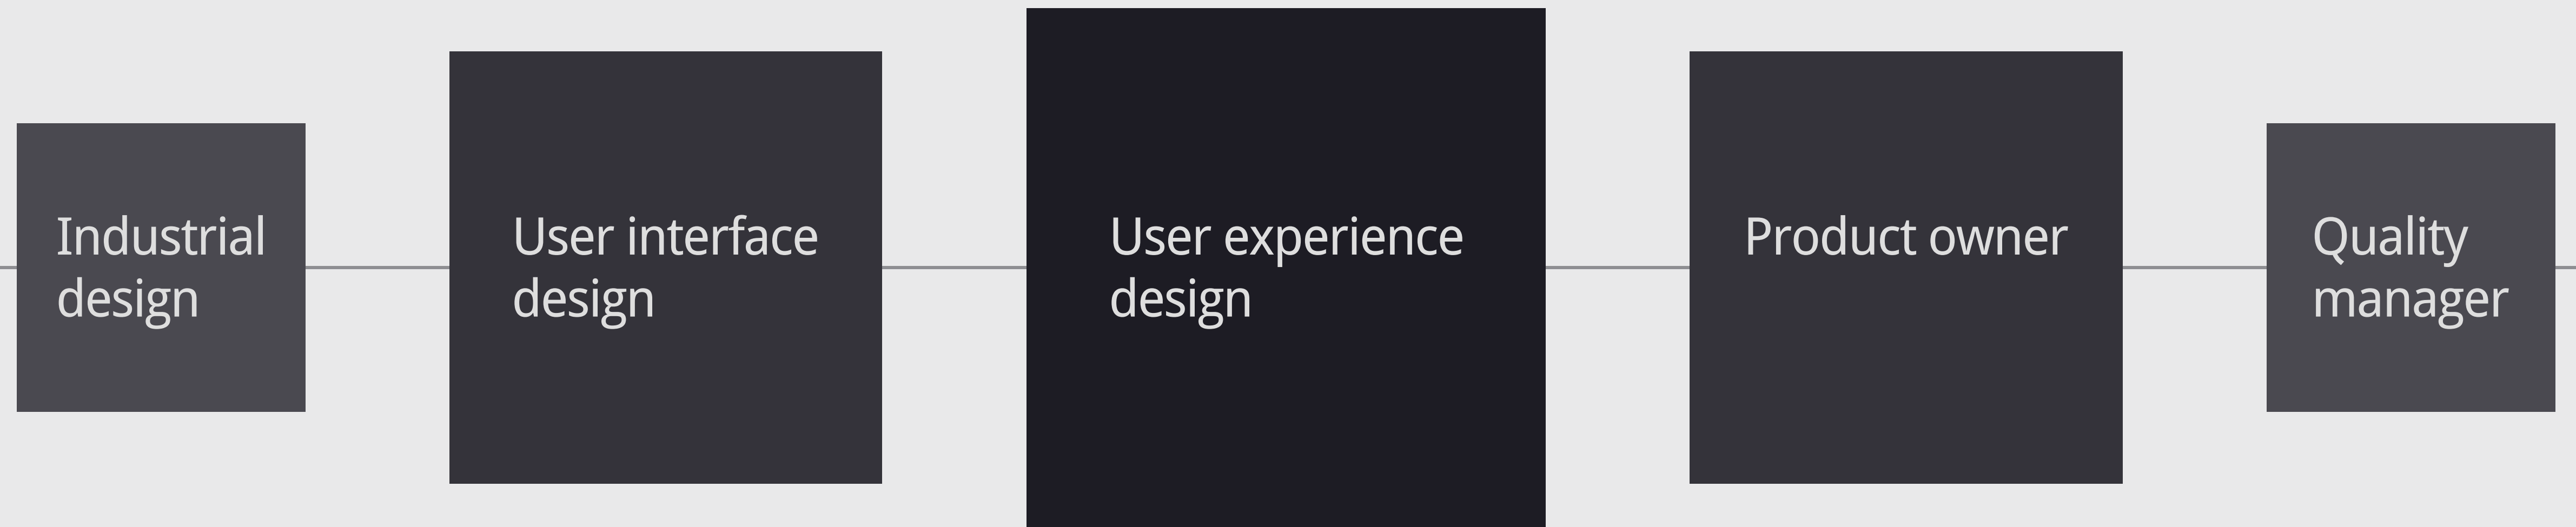 Industrial
design
User interface
design
User experience
design
Product owner
Quality
manager